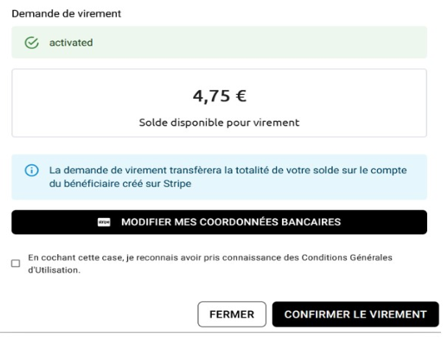 Demande de virement
activated
4,75 €
Solde disponible pour virement
La demande de virement transfèrera la totalité de votre solde sur le compte
du bénéficiaire créé sur Stripe
MODIFIER MES COORDONNÉES BANCAIRES
En cochant cette case, je reconnais avoir pris connaissance des Conditions Générales
d'Utilisation.
FERMER
CONFIRMER LE VIREMENT